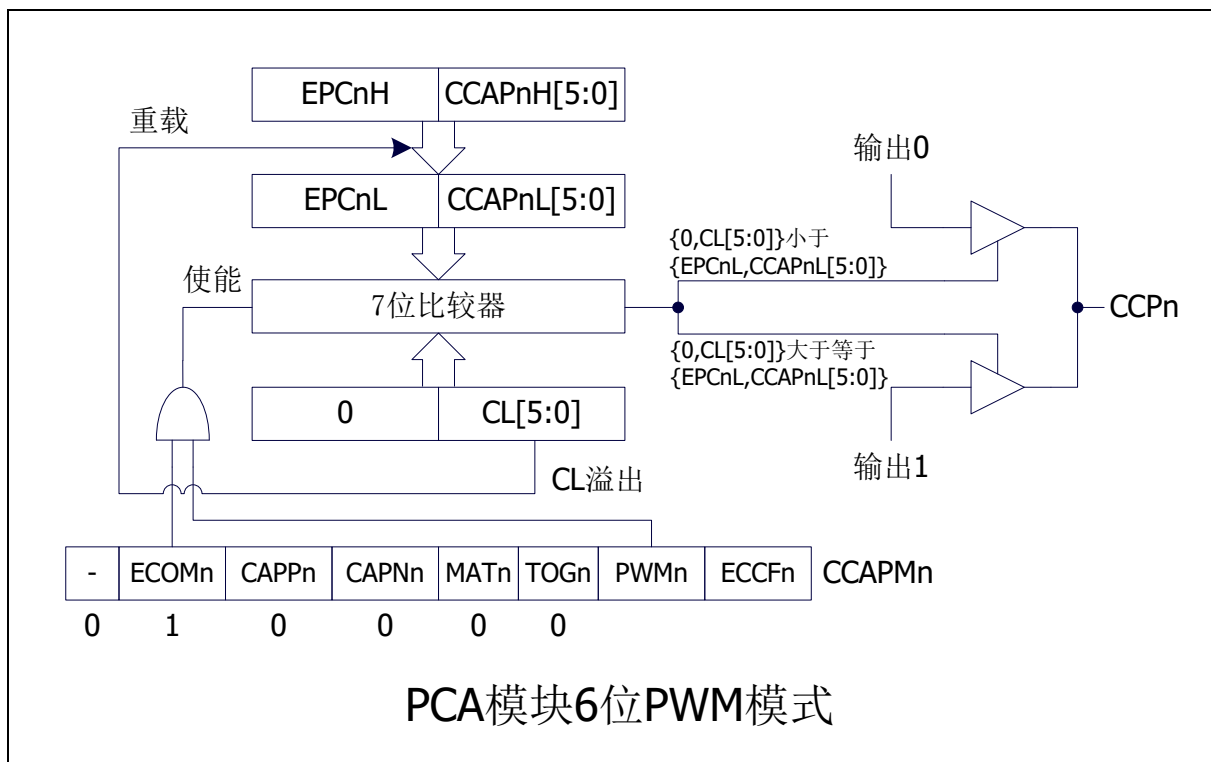 EPCnH CCAPnH[5:0]
重载
输出0
EPCnL CCAPnL[5:0]
{0,CL[5:0]}小于
{EPCnL,CCAPnL[5:0]}
使能
7位比较器
CCPn
{0,CL[5:0]}大于等于
{EPCnL,CCAPnL[5:0]}
0 CL[5:0]
输出1
CL溢出
- ECOMn CAPPn CAPNn MATn TOGn PWMn ECCFn CCAPMn
0 1 0 0 0 0
PCA模块6位PWM模式